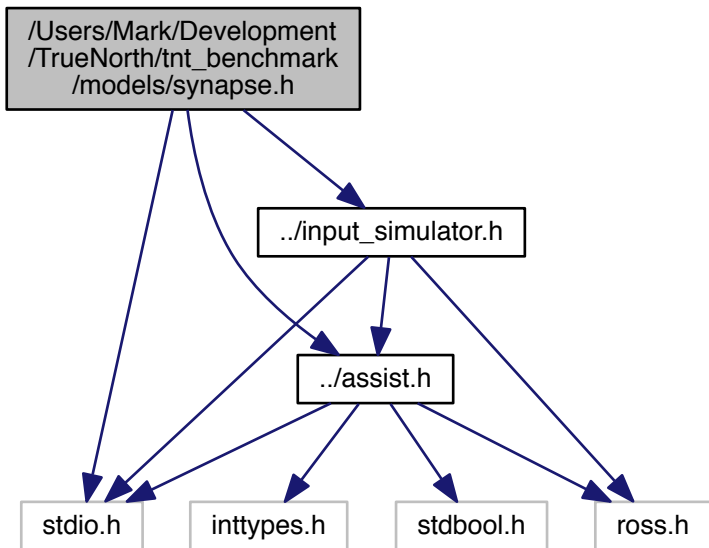 /Users/Mark/Development
/TrueNorth/tnt_benchmark
/models/synapse.h
../input_simulator.h
../assist.h
stdio.h
inttypes.h
stdbool.h
ross.h